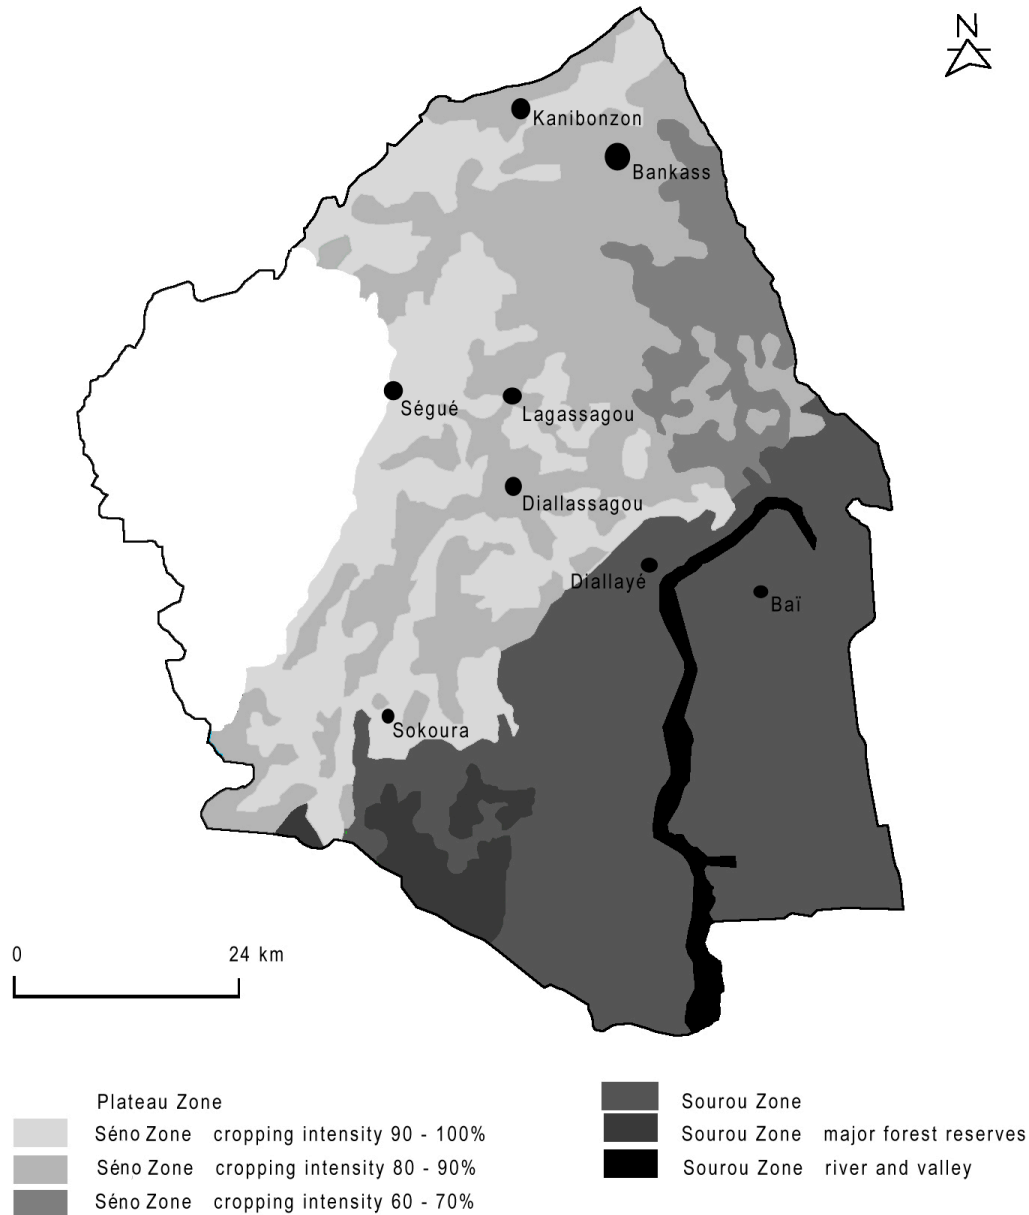 N
Kanibonzon
Bankass
Ségué
Lagassagou
Diallassagou
Diallayé
Baï
Sokoura
0 24 km
Plateau Zone
Séno Zone cropping intensity 90 - 100%
Séno Zone cropping intensity 80 - 90%
Séno Zone cropping intensity 60 - 70%
Sourou Zone
Sourou Zone major forest reserves
Sourou Zone river and valley